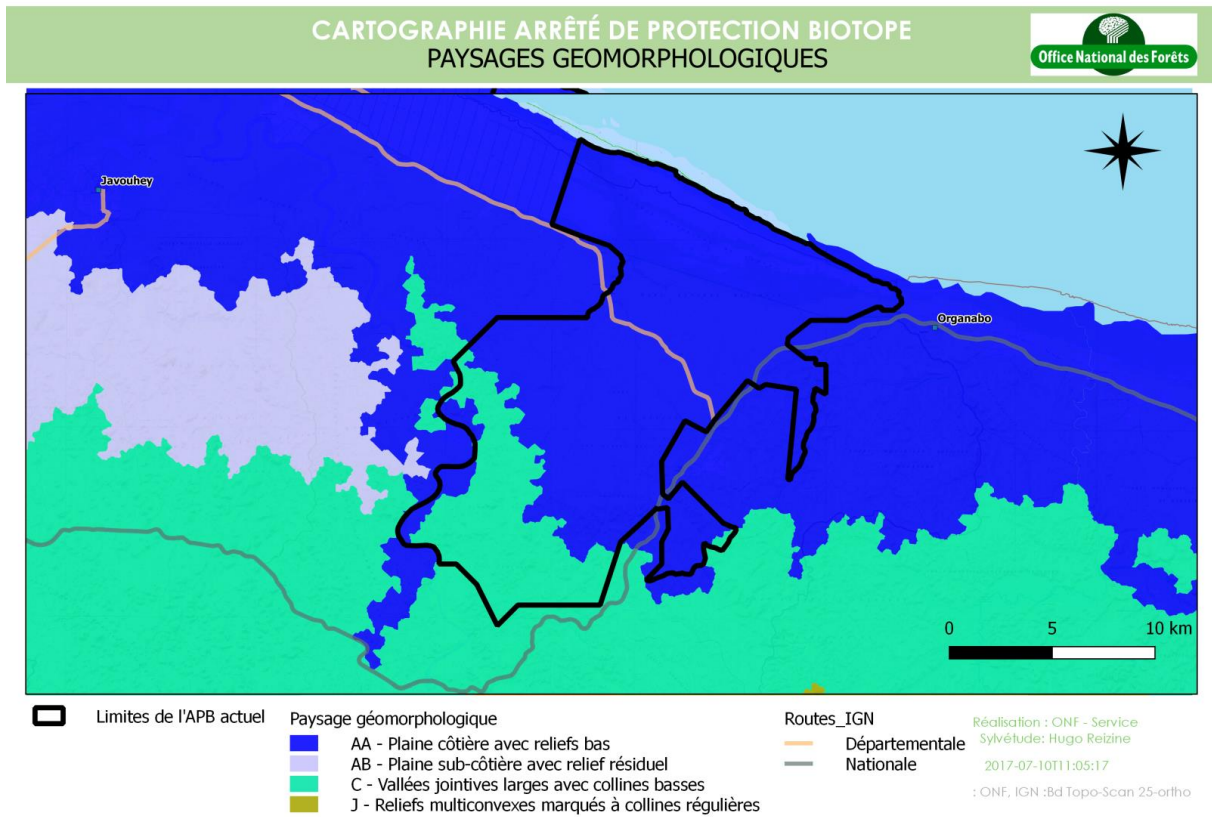 CARTOGRAPHIE ARRÊTÉ DE PROTECTION BIOTOPE
PAYSAGES GEOMORPHOLOGIQUES
Office National des Forêts
Javouhey
Organabo
0 5 10 km
Limites de l'APB actuel
Paysage géomorphologique
AA - Plaine côtière avec reliefs bas
AB - Plaine sub-côtière avec relief résiduel
C - Vallées jointives larges avec collines basses
J - Reliefs multiconvexes marqués à collines régulières
Routes_IGN
Départementale
Nationale
Réalisation : ONF - Service
Sylvétude: Hugo Reizine
2017-07-10T11:05:17
: ONF, IGN :Bd Topo-Scan 25-ortho